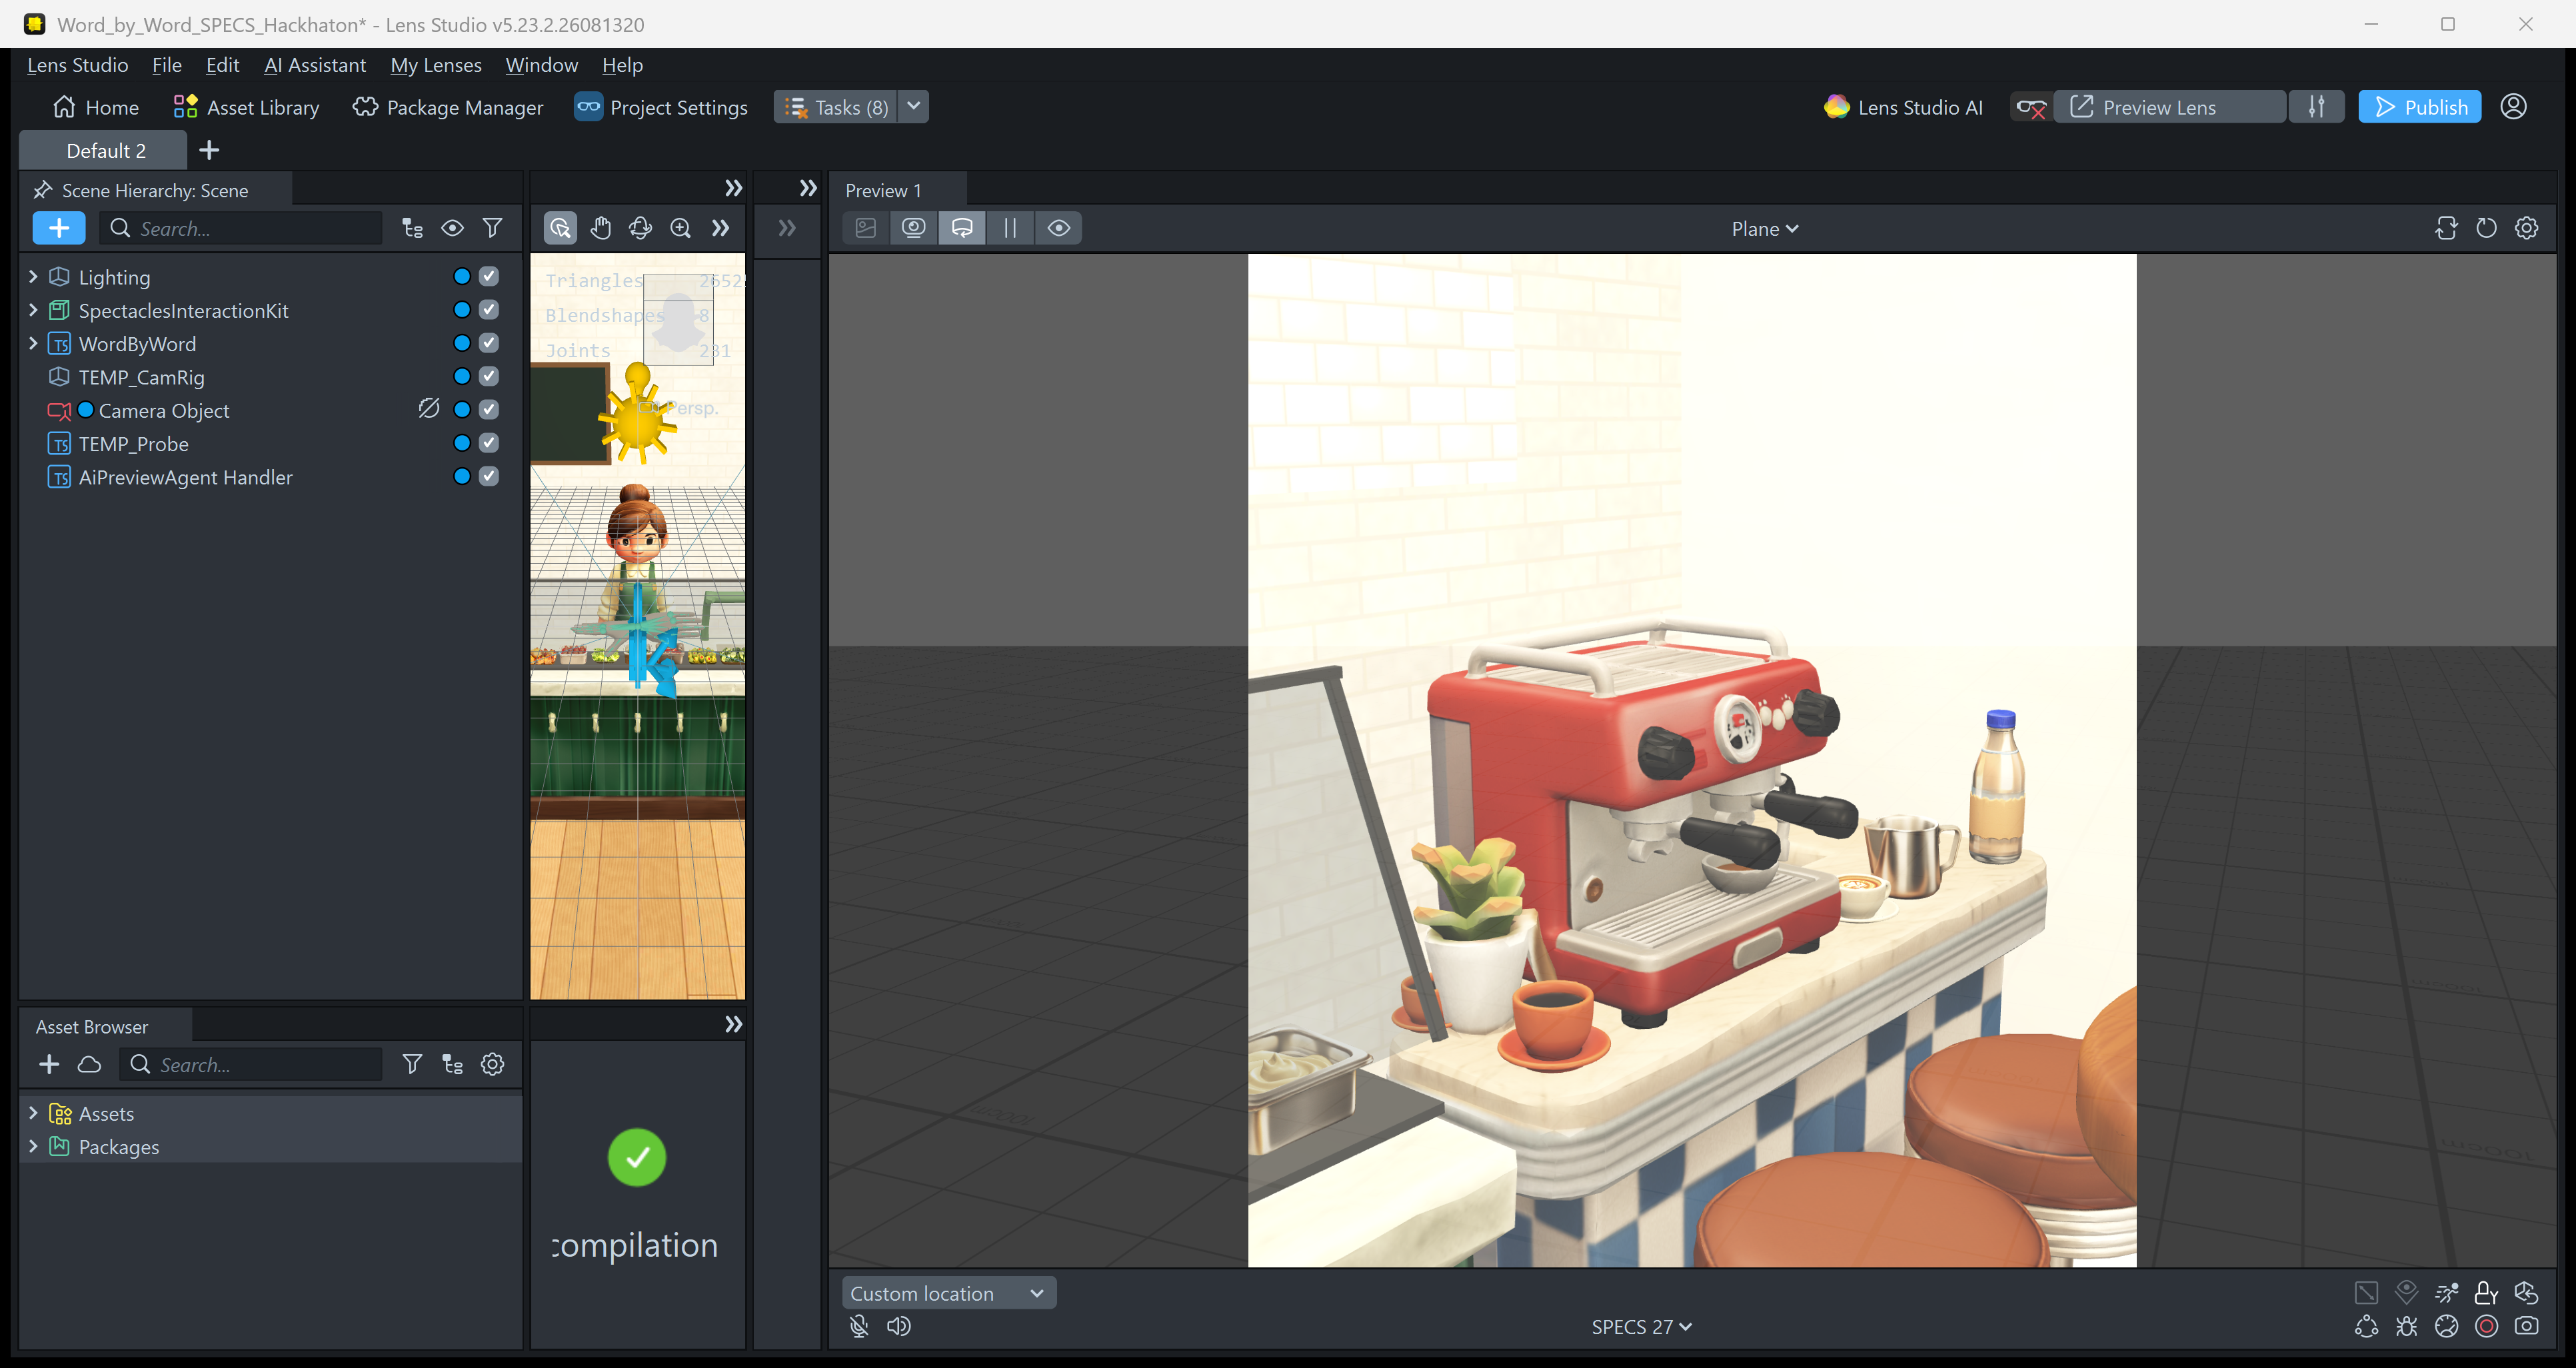 Word_by_Word_SPECS_Hackhaton* - Lens Studio v5.23.2.26081320
Lens Studio File Edit AI Assistant My Lenses Window Help
Home Asset Library Package Manager Project Settings Tasks (8) Lens Studio AI Preview Lens Publish
Default 2
Scene Hierarchy: Scene
Preview 1
Search...
Plane
Lighting
SpectaclesInteractionKit
WordByWord
TEMP_CamRig
Camera Object
TEMP_Probe
AiPreviewAgent Handler
Triangles 2652
Blendshapes 8
Joints 231
Persp.
Asset Browser
Search...
Assets
Packages
compilation
Custom location
SPECS 27